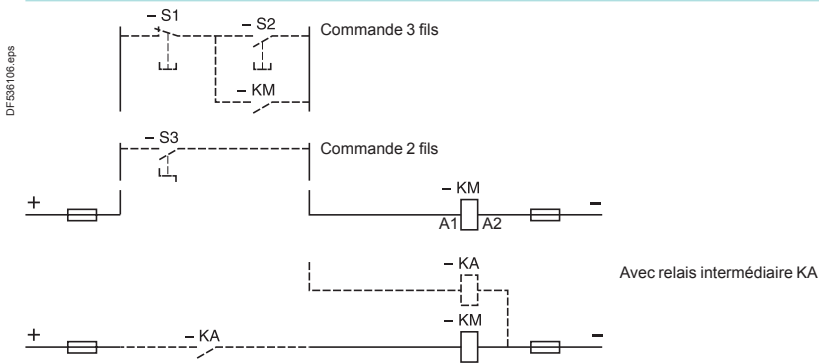 – S1
– S2
Commande 3 fils
DF536106.eps
– KM
– S3
Commande 2 fils
– KM
+
–
A1 A2
– KA
Avec relais intermédiaire KA
– KM
+
– KA
–